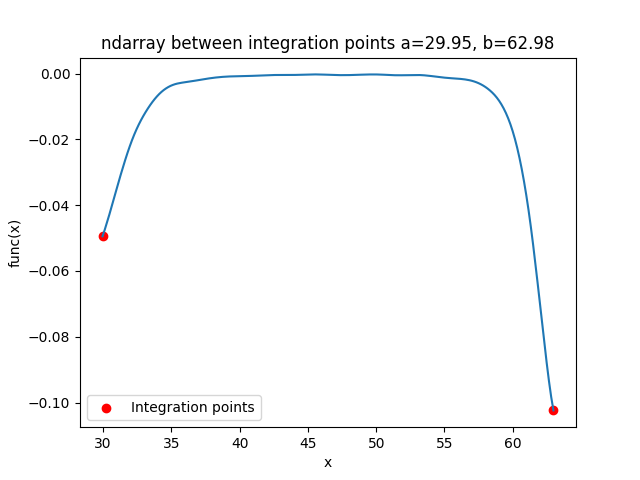 ndarray between integration points a=29.95, b=62.98
0.00
−0.02
−0.04
−0.06
−0.08
−0.10
func(x)
Integration points
30 35 40 45 50 55 60
x